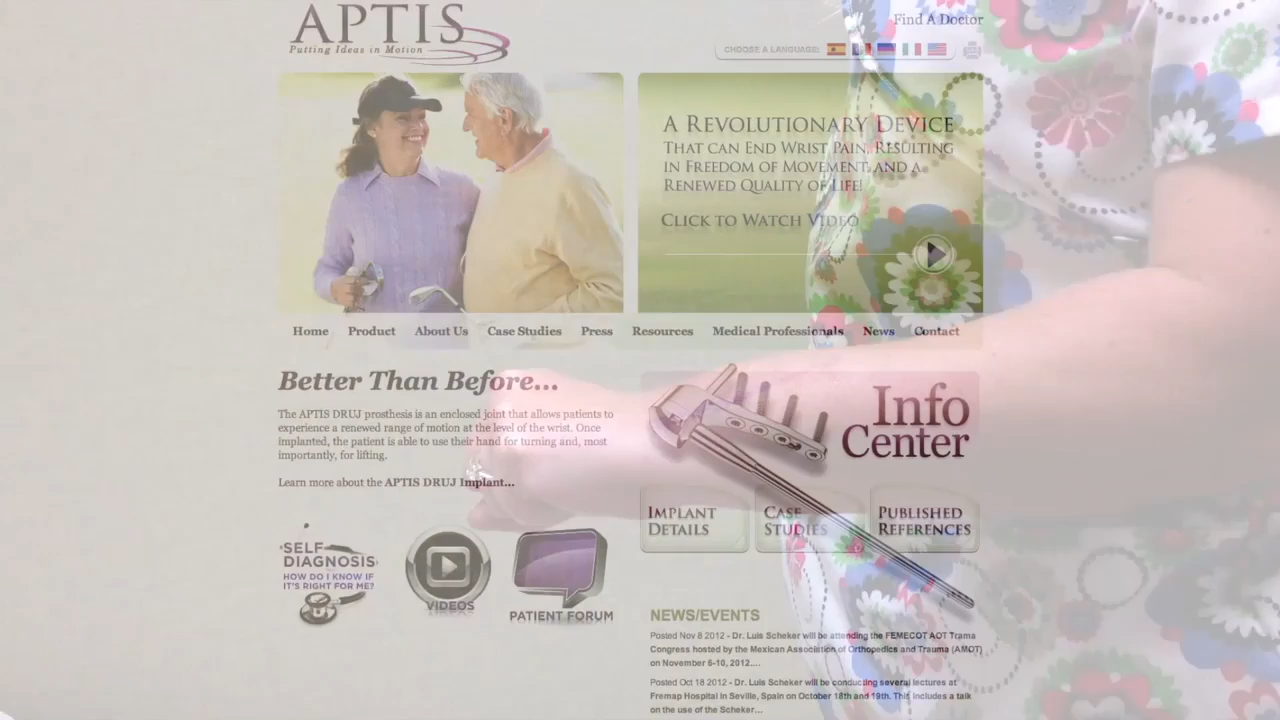 APTIS
Putting Ideas in Motion
Find A Doctor
CHOOSE A LANGUAGE:
A REVOLUTIONARY DEVICE
THAT CAN END WRIST PAIN, RESULTING
IN FREEDOM OF MOVEMENT, AND A
RENEWED QUALITY OF LIFE!
CLICK TO WATCH VIDEO
Home Product About Us Case Studies Press Resources Medical Professionals News Contact
Better Than Before...
The APTIS DRUJ prosthesis is an enclosed joint that allows patients to
experience a renewed range of motion at the level of the wrist. Once
implanted, the patient is able to use their hand for turning and, most
importantly, for lifting.
Learn more about the APTIS DRUJ Implant...
SELF
DIAGNOSIS
HOW DO I KNOW IF
IT'S RIGHT FOR ME?
VIDEOS
PATIENT FORUM
Info
Center
IMPLANT
DETAILS
CASE
STUDIES
PUBLISHED
REFERENCES
NEWS/EVENTS
Posted Nov 8 2012 - Dr. Luis Scheker will be attending the FEMECOT AOT Trama
Congress hosted by the Mexican Association of Orthopedics and Trauma (AMOT)
on November 6-10, 2012....
Posted Oct 18 2012 - Dr. Luis Scheker will be conducting several lectures at
Fremap Hospital in Seville, Spain on October 18th and 19th. This includes a talk
on the use of the Scheker...